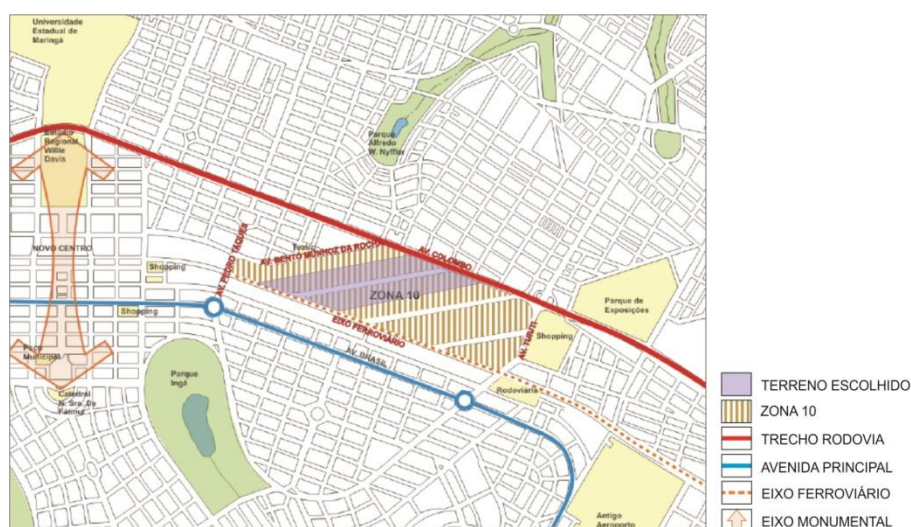 Universidade
Estadual de
Maringá
Estádio
Regional
Willie
Davis
Parque
Alfredo
W. Nyffler
NOVO CENTRO
Shopping
Shopping
AV. PEDRO TAQUES
AV. BENTO MUNHOZ DA ROCHA
AV. COLOMBO
ZONA 10
Parque de
Exposições
EIXO FERROVIÁRIO
AV. TUIUTI
Shopping
AV. BRASIL
Rodoviária
Paço
Municipal
Parque
Ingá
Catedral
N. Sra. De
Fátima
Antigo
Aeroporto
TERRENO ESCOLHIDO
ZONA 10
TRECHO RODOVIA
AVENIDA PRINCIPAL
EIXO FERROVIÁRIO
EIXO MONUMENTAL